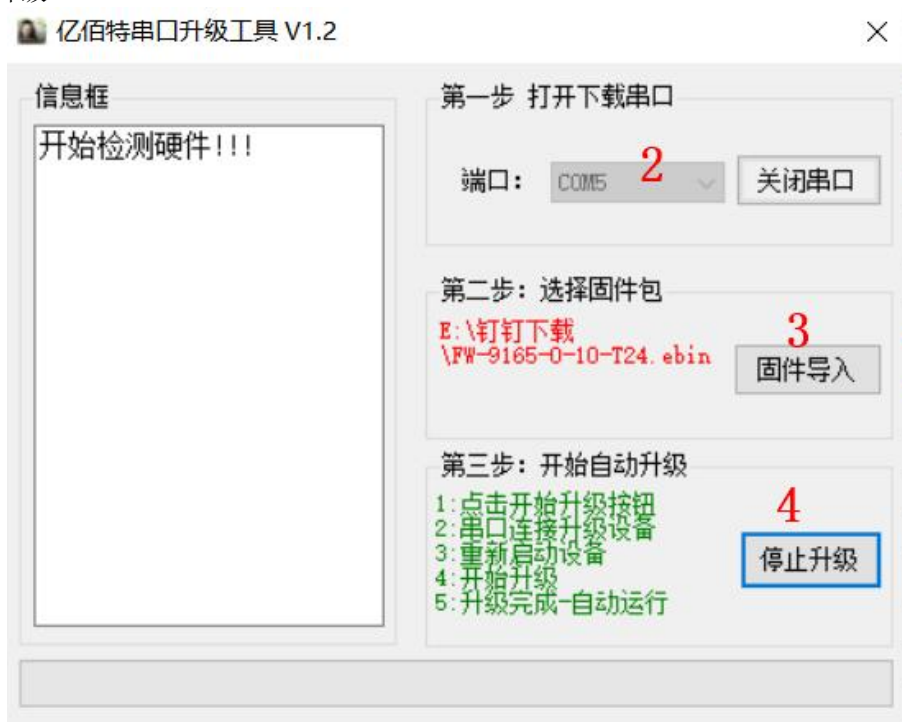 亿佰特串口升级工具 V1.2
信息框
开始检测硬件!!!
第一步 打开下载串口
端口: COM5 2 关闭串口
第二步: 选择固件包
E:\钉钉下载
\FW-9165-0-10-T24.ebin
3
固件导入
第三步: 开始自动升级
1:点击开始升级按钮
2:串口连接升级设备
3:重新启动设备
4:开始升级
5:升级完成-自动运行
4
停止升级